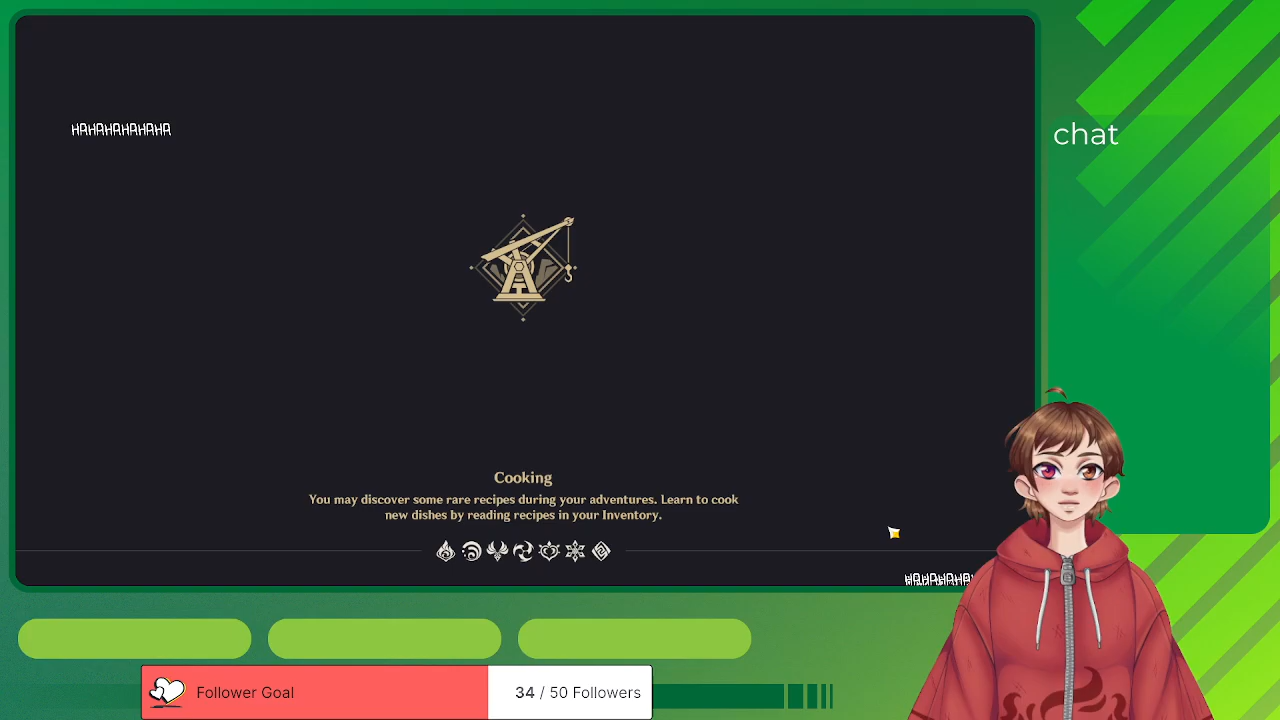 HAHAHAHAHAHA
chat
Cooking
You may discover some rare recipes during your adventures. Learn to cook
new dishes by reading recipes in your Inventory.
Follower Goal
34 / 50 Followers